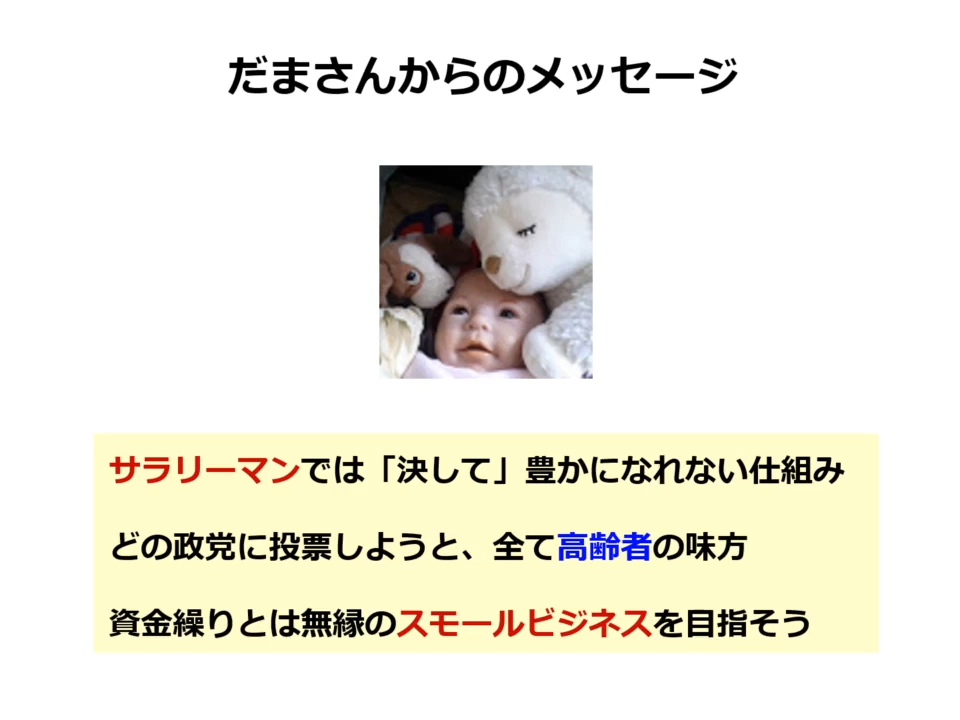 だまさんからのメッセージ
サラリーマンでは「決して」豊かになれない仕組み
どの政党に投票しようと、全て高齢者の味方
資金繰りとは無縁のスモールビジネスを目指そう